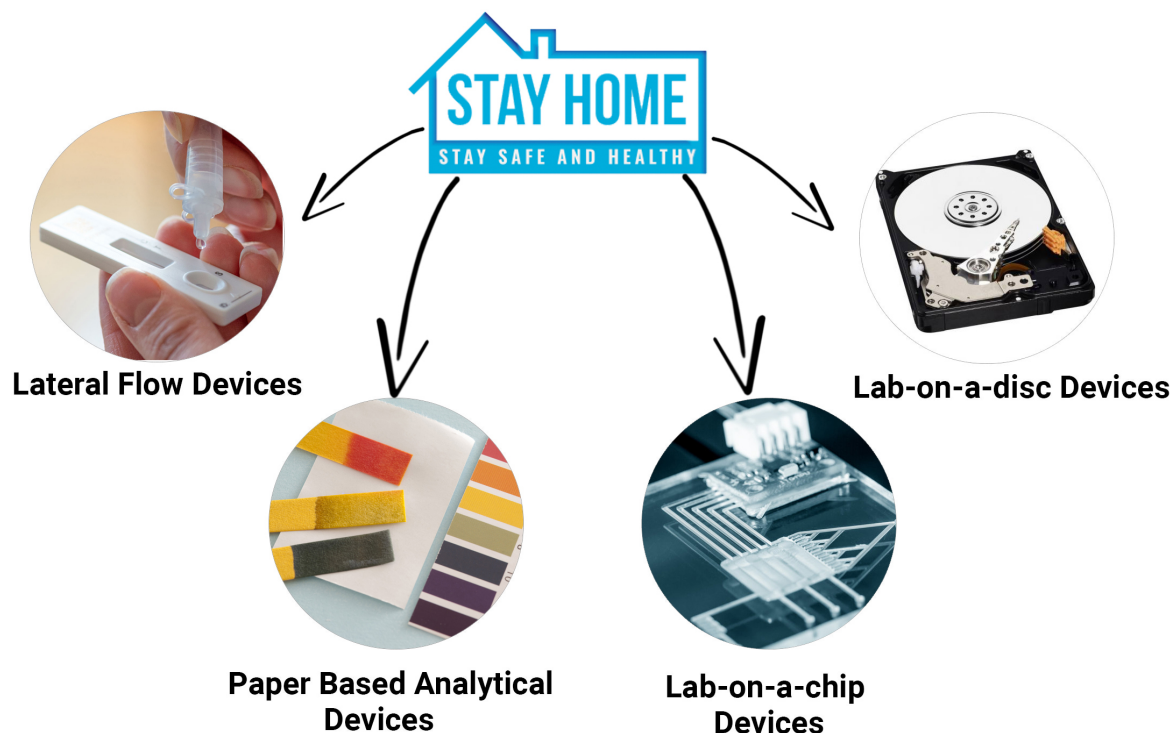 STAY HOME
STAY SAFE AND HEALTHY
Lateral Flow Devices
Lab-on-a-disc Devices
Paper Based Analytical
Devices
Lab-on-a-chip
Devices